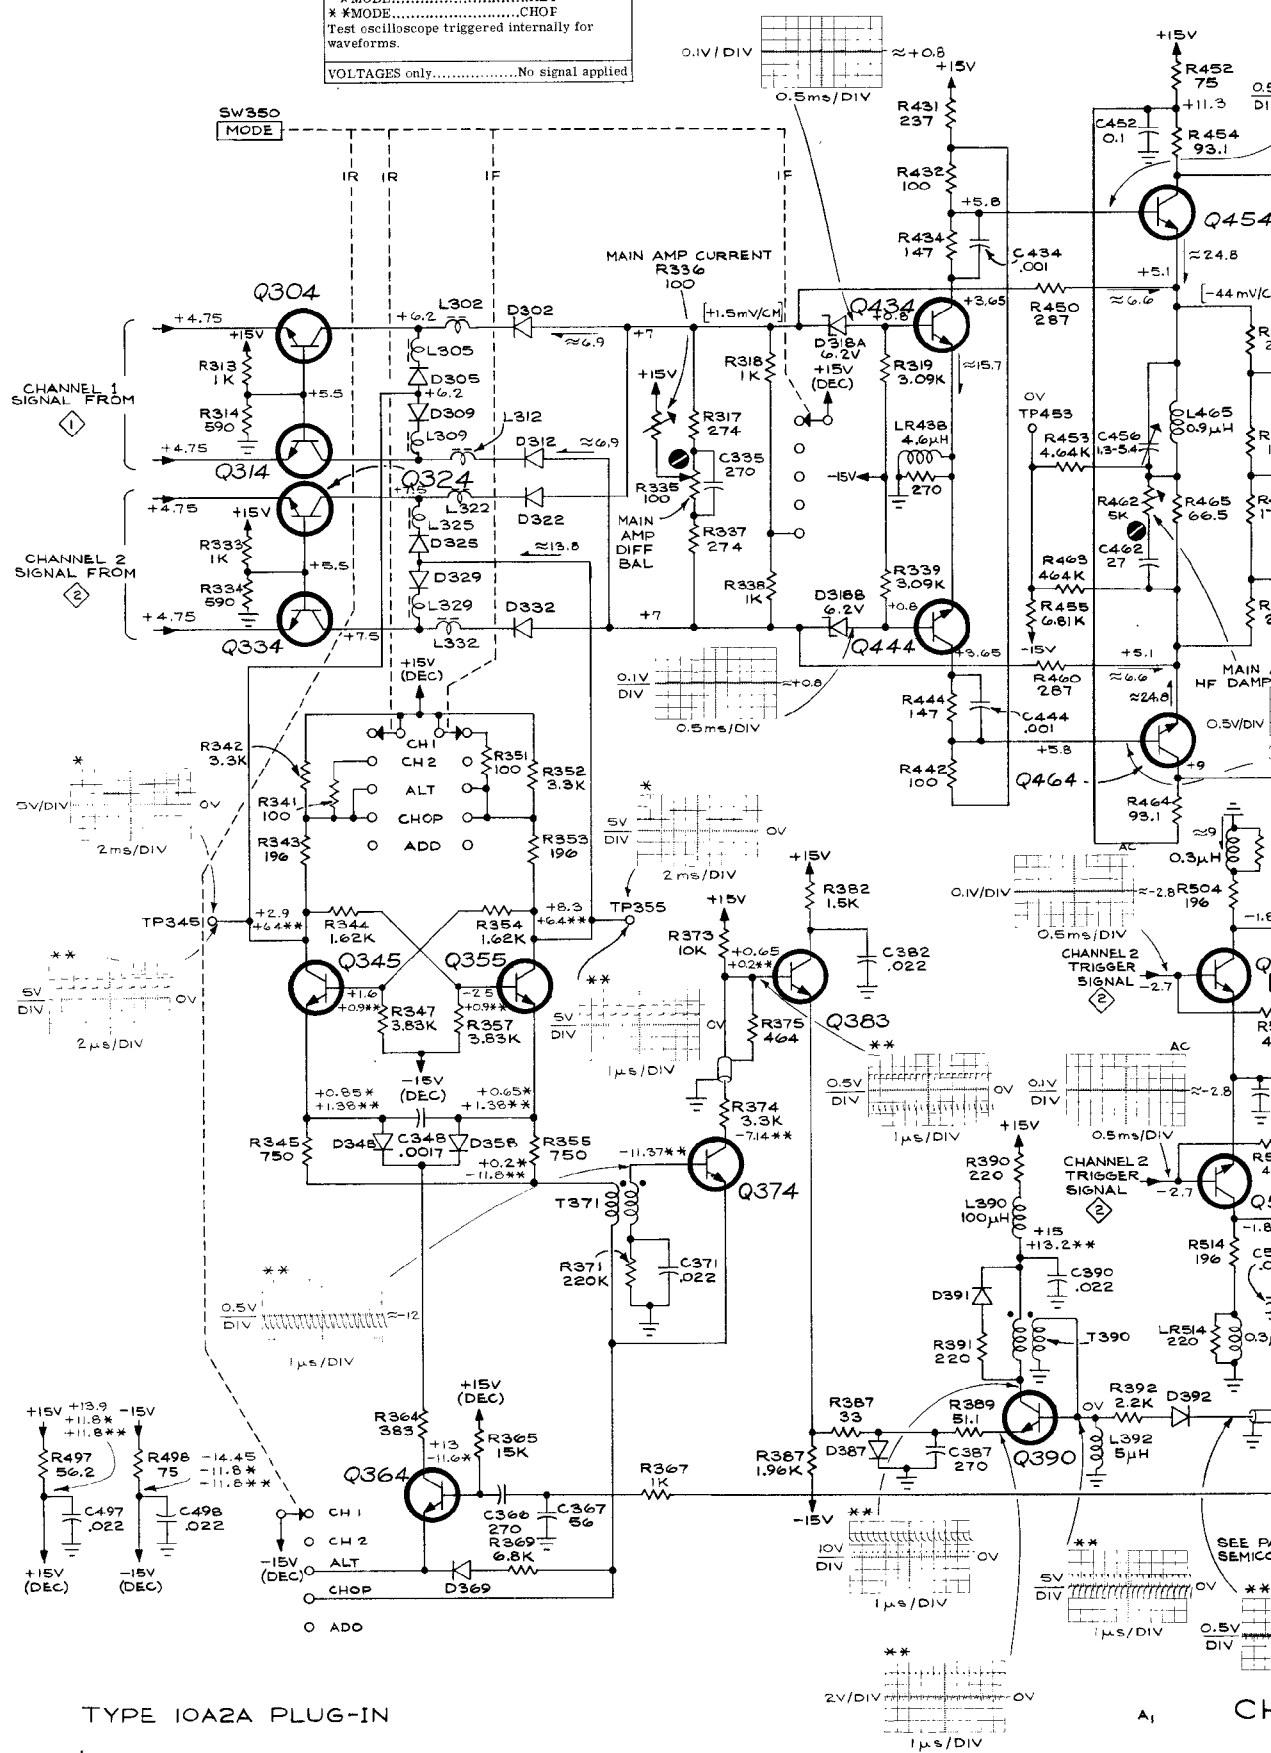 * *MODE.......................CHOP
Test oscilloscope triggered internally for
waveforms.
VOLTAGES only...............No signal applied
0.1V/DIV
≈+0.8
0.5ms/DIV
+15V
R431
237
+15V
R452
75
+11.3
C452
0.1
R454
93.1
SW350
MODE
1R
1R
1F
1F
R432
100
+5.8
Q454
R434
147
C434
.001
≈24.8
MAIN AMP CURRENT
R336
100
+5.1
≈6.6
R450
287
[-44mV/C
Q304
L302
D302
+6.2
[+1.5mV/CM]
Q434
+0.8
+3.65
+4.75
+15V
≈6.9
+7
D318A
6.2V
+15V
(DEC)
R313
1K
L305
D305
+6.2
R318
1K
R319
3.09K
≈15.7
CHANNEL 1
SIGNAL FROM
1
R314
590
+5.5
D309
L309
L312
D312
≈6.9
+15V
R317
274
LR438
4.6µH
270
0V
TP453
R453
4.64K
C456
1.3-5.4
L465
0.9µH
+4.75
Q314
Q324
C335
270
R335
100
-15V
+4.75
+7.5
L322
D322
R462
5K
R465
66.5
+15V
L325
D325
MAIN
AMP
DIFF
BAL
R337
274
CHANNEL 2
SIGNAL FROM
2
R333
1K
+5.5
≈13.8
R463
464K
C462
27
R334
590
D329
L329
R338
1K
R339
3.09K
R455
6.81K
+4.75
D332
D318B
6.2V
+0.8
Q334
+7.5
L332
+7
Q444
+3.65
-15V
+5.1
≈6.6
R460
287
MAIN
HF DAMP
+15V
(DEC)
0.1V
DIV
≈+0.8
0.5ms/DIV
R444
147
C444
.001
≈24.8
0.5V/DIV
+5.8
R442
100
Q464
+9
R342
3.3K
CH1
CH 2
ALT
CHOP
ADD
R351
100
R352
3.3K
R341
100
*
5V/DIV
0V
2ms/DIV
R343
196
R353
196
*
5V
DIV
0V
2ms/DIV
R464
93.1
≈9
0.3µH
+15V
R382
1.5K
AC
0.1V/DIV
≈-2.8
0.5ms/DIV
R504
196
TP345
+2.9
+6.4**
R344
1.62K
R354
1.62K
+8.3
+6.4**
TP355
+15V
R373
10K
+0.65
+0.2**
C382
.022
CHANNEL 2
TRIGGER
SIGNAL
2
-2.7
Q345
Q355
**
5V
DIV
0V
2µs/DIV
+1.6
+0.9**
-2.5
+0.9**
R347
3.83K
R357
3.83K
**
5V
DIV
0V
1µs/DIV
Q383
R375
464
-15V
(DEC)
**
0.5V
DIV
0V
1µs/DIV
AC
0.1V
DIV
≈-2.8
0.5ms/DIV
+0.85*
+1.38**
+0.65*
+1.38**
R374
3.3K
-7.14**
R345
750
D348
C348
.0017
D358
R355
750
+0.2*
-11.8**
-11.37**
Q374
+15V
R390
220
L390
100µH
CHANNEL 2
TRIGGER
SIGNAL
2
-2.7
T371
+15
+13.2**
R514
196
R371
220K
C371
.022
C390
.022
D391
**
0.5V
DIV
≈-12
1µs/DIV
R391
220
T390
LR514
220
+15V
+13.9
+11.8*
+11.8**
-15V
-14.45
-11.8*
-11.8**
R364
383
+15V
(DEC)
R365
15K
+13
-11.6*
R387
33
R389
51.1
0V
R392
2.2K
D392
R497
56.2
R498
75
Q364
R367
1K
R387
1.96K
D387
C387
270
Q390
L392
5µH
C497
.022
C498
.022
CH 1
CH 2
ALT
CHOP
ADD
C366
270
C367
56
R369
6.8K
D369
-15V
-15V
(DEC)
+15V
(DEC)
-15V
(DEC)
**
10V
DIV
0V
1µs/DIV
**
5V
DIV
0V
1µs/DIV
SEE PA
SEMICO
**
0.5V
DIV
**
2V/DIV
0V
1µs/DIV
TYPE 10A2A PLUG-IN
A1
CH